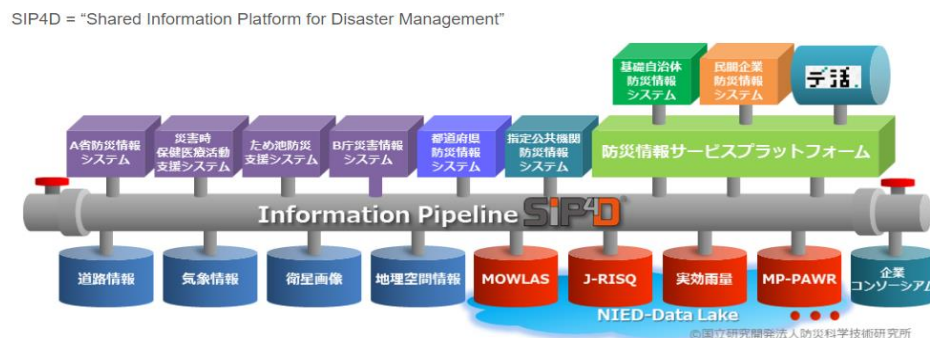 SIP4D = “Shared Information Platform for Disaster Management”
基礎自治体
防災情報
システム
民間企業
防災情報
システム
デ活.
A省防災情報
システム
災害時
保健医療活動
支援システム
ため池防災
支援システム
B庁災害情報
システム
都道府県
防災情報
システム
指定公共機関
防災情報
システム
防災情報サービスプラットフォーム
Information Pipeline SIP4D
道路情報
気象情報
衛星画像
地理空間情報
MOWLAS
J-RISQ
実効雨量
MP-PAWR
企業
コンソーシアム
NIED-Data Lake
©国立研究開発法人防災科学技術研究所